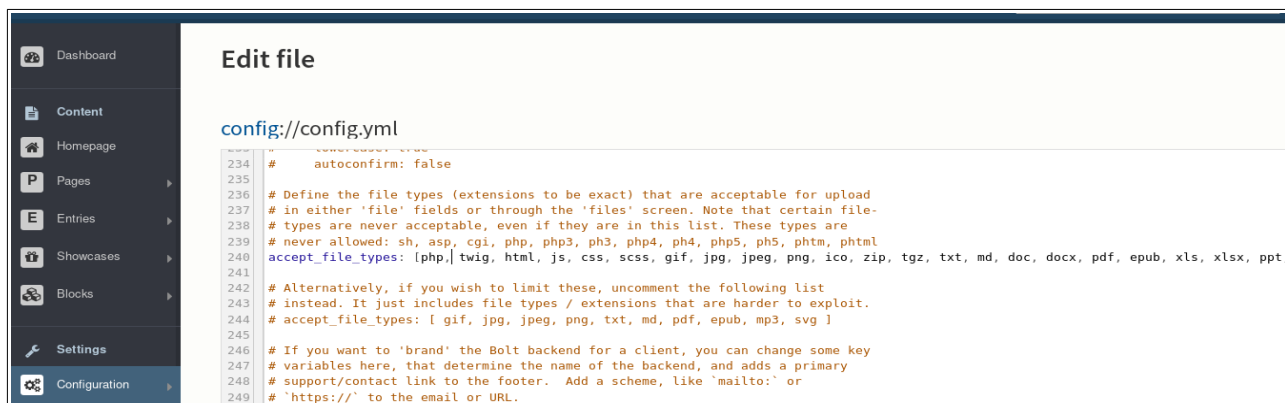 Dashboard
Content
Homepage
P Pages
E Entries
Showcases
Blocks
Settings
Configuration
Edit file
config://config.yml
233 # lowercase: true
234 # autoconfirm: false
235
236 # Define the file types (extensions to be exact) that are acceptable for upload
237 # in either 'file' fields or through the 'files' screen. Note that certain file-
238 # types are never acceptable, even if they are in this list. These types are
239 # never allowed: sh, asp, cgi, php, php3, ph3, php4, ph4, php5, ph5, phtm, phtml
240 accept_file_types: [php, twig, html, js, css, scss, gif, jpg, jpeg, png, ico, zip, tgz, txt, md, doc, docx, pdf, epub, xls, xlsx, ppt,
241
242 # Alternatively, if you wish to limit these, uncomment the following list
243 # instead. It just includes file types / extensions that are harder to exploit.
244 # accept_file_types: [ gif, jpg, jpeg, png, txt, md, pdf, epub, mp3, svg ]
245
246 # If you want to 'brand' the Bolt backend for a client, you can change some key
247 # variables here, that determine the name of the backend, and adds a primary
248 # support/contact link to the footer.  Add a scheme, like `mailto:` or
249 # `https://` to the email or URL.